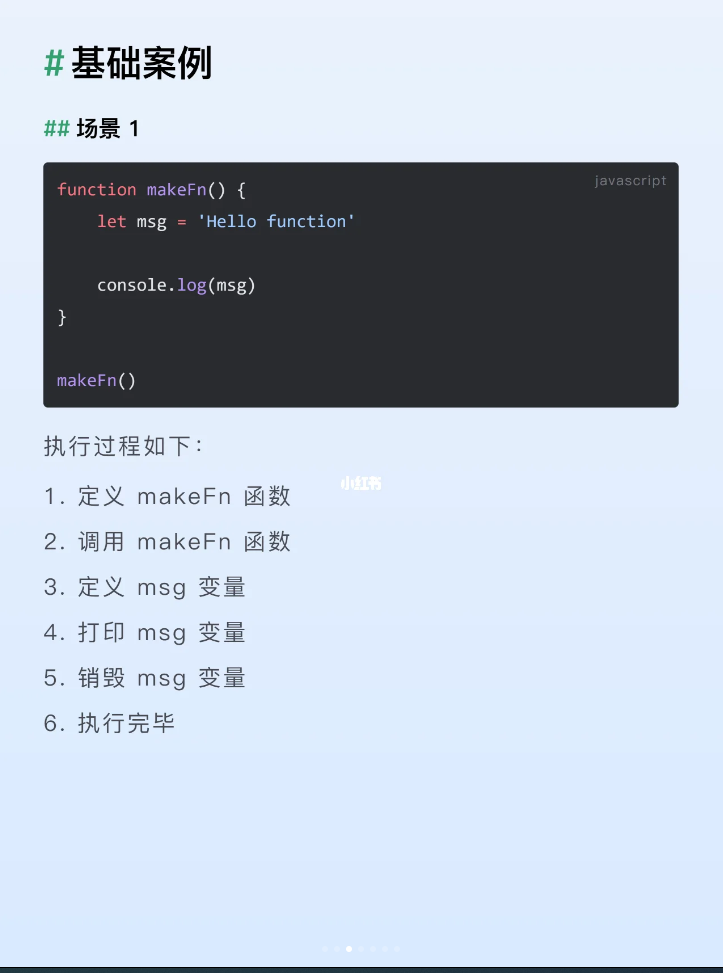 # 基础案例
## 场景 1
javascript
function makeFn() {
    let msg = 'Hello function'
    console.log(msg)
}
makeFn()
执行过程如下：
小红书
1. 定义 makeFn 函数
2. 调用 makeFn 函数
3. 定义 msg 变量
4. 打印 msg 变量
5. 销毁 msg 变量
6. 执行完毕